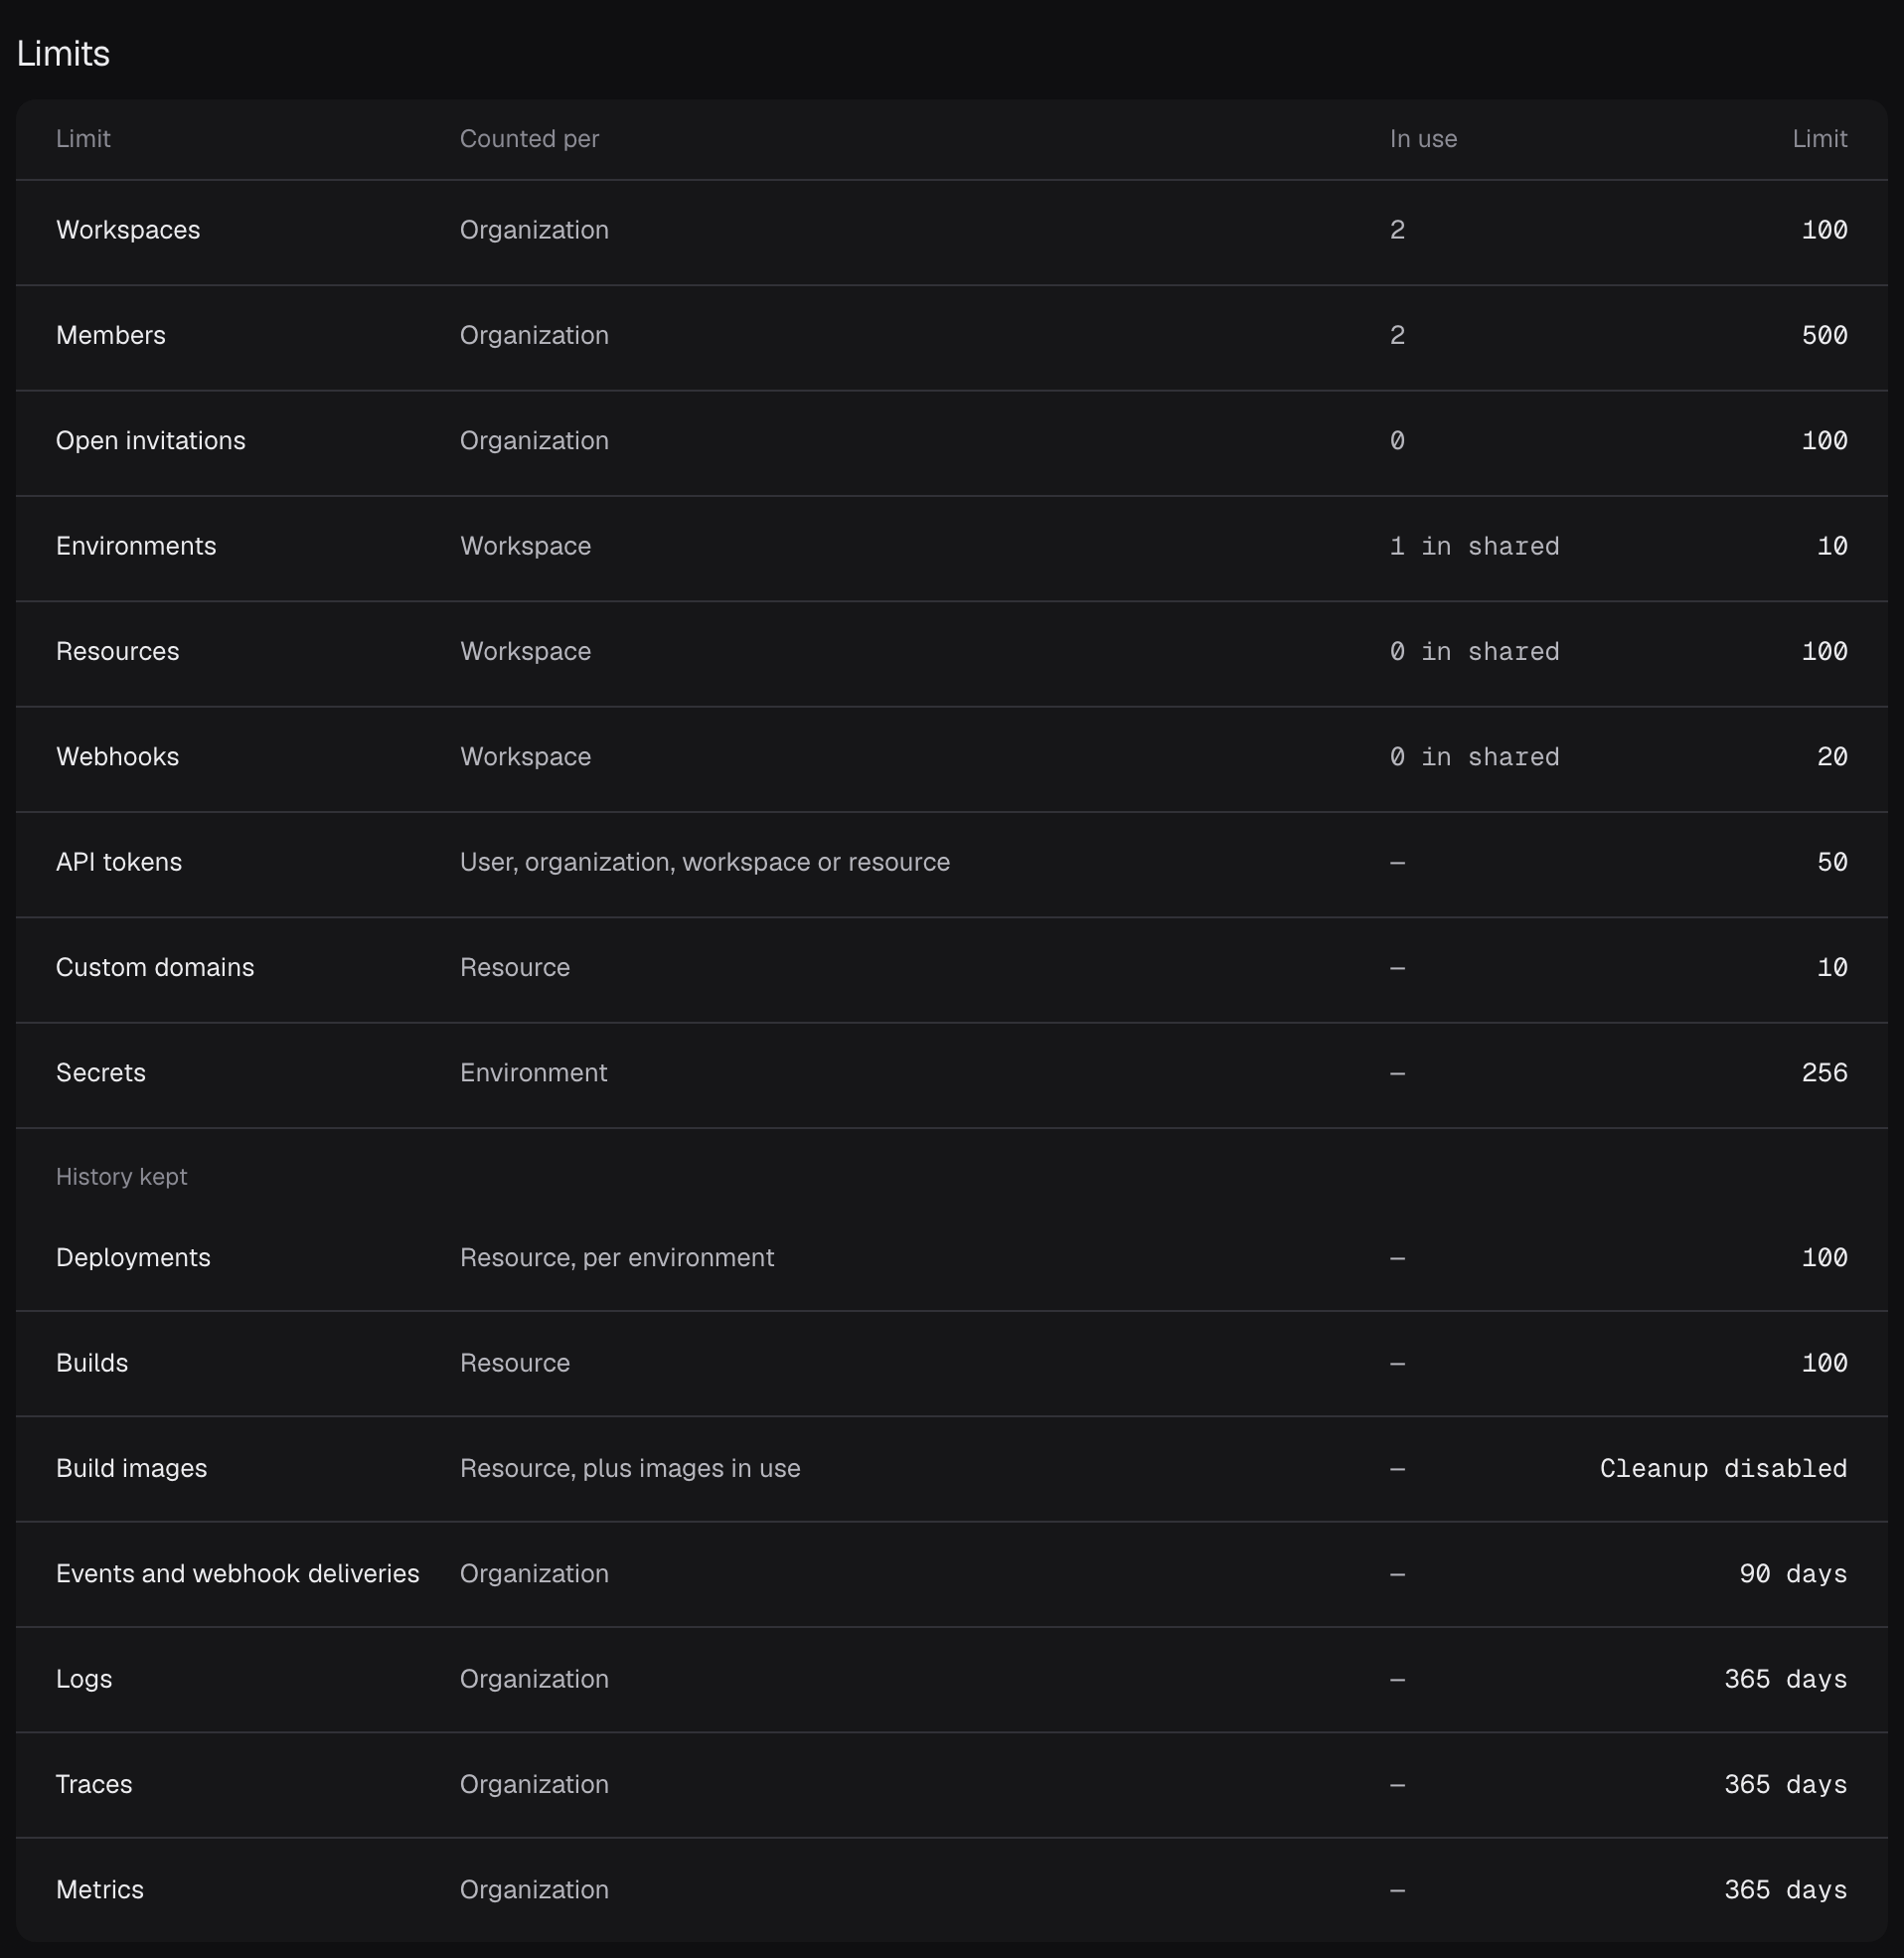 Limits
Limit Counted per In use Limit
Workspaces Organization 2 100
Members Organization 2 500
Open invitations Organization 0 100
Environments Workspace 1 in shared 10
Resources Workspace 0 in shared 100
Webhooks Workspace 0 in shared 20
API tokens User, organization, workspace or resource — 50
Custom domains Resource — 10
Secrets Environment — 256
History kept
Deployments Resource, per environment — 100
Builds Resource — 100
Build images Resource, plus images in use — Cleanup disabled
Events and webhook deliveries Organization — 90 days
Logs Organization — 365 days
Traces Organization — 365 days
Metrics Organization — 365 days